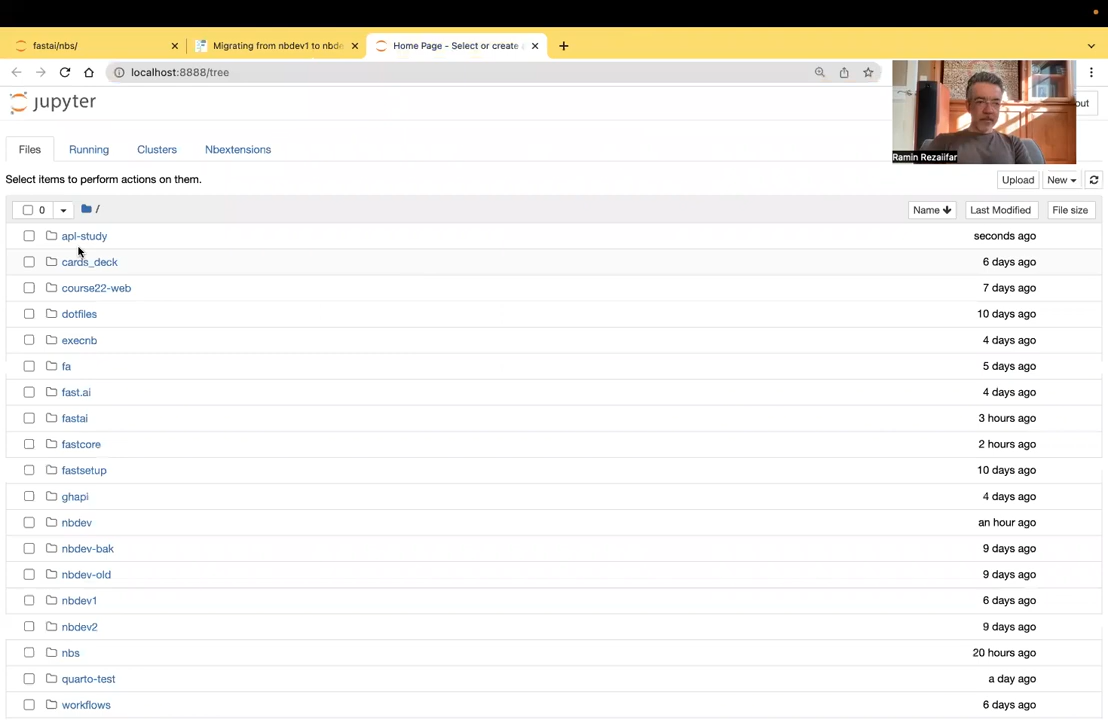 fastai/nbs/
Migrating from nbdev1 to nbde
Home Page - Select or create
localhost:8888/tree
jupyter
out
Ramin Rezaiifar
Files Running Clusters Nbextensions
Select items to perform actions on them.
Upload New
0 / Name Last Modified File size
apl-study seconds ago
cards_deck 6 days ago
course22-web 7 days ago
dotfiles 10 days ago
execnb 4 days ago
fa 5 days ago
fast.ai 4 days ago
fastai 3 hours ago
fastcore 2 hours ago
fastsetup 10 days ago
ghapi 4 days ago
nbdev an hour ago
nbdev-bak 9 days ago
nbdev-old 9 days ago
nbdev1 6 days ago
nbdev2 9 days ago
nbs 20 hours ago
quarto-test a day ago
workflows 6 days ago